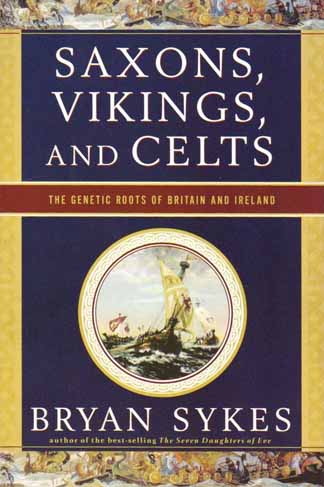 SAXONS,
VIKINGS,
AND CELTS
THE GENETIC ROOTS OF BRITAIN AND IRELAND
BRYAN SYKES
author of the best-selling The Seven Daughters of Eve